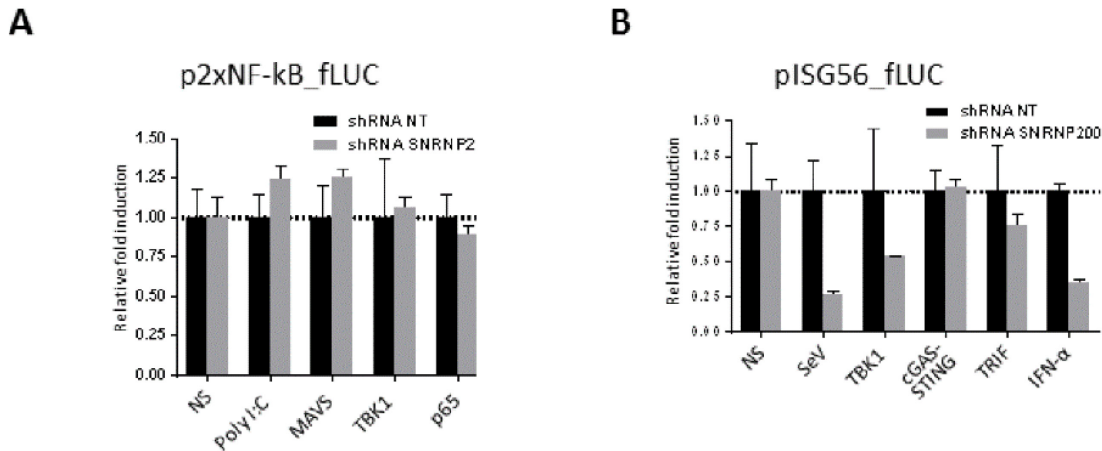 A
p2xNF-kB_fLUC
shRNA NT
shRNA SNRNP2
Relative fold induction
1.50
1.25
1.00
0.75
0.50
0.25
0.00
NS
Poly I:C
MAVS
TBK1
p65
B
pISG56_fLUC
shRNA NT
shRNA SNRNP200
Relative fold induction
1.50
1.25
1.00
0.75
0.50
0.25
0.00
NS
SeV
TBK1
cGAS-
STING
TRIF
IFN-α